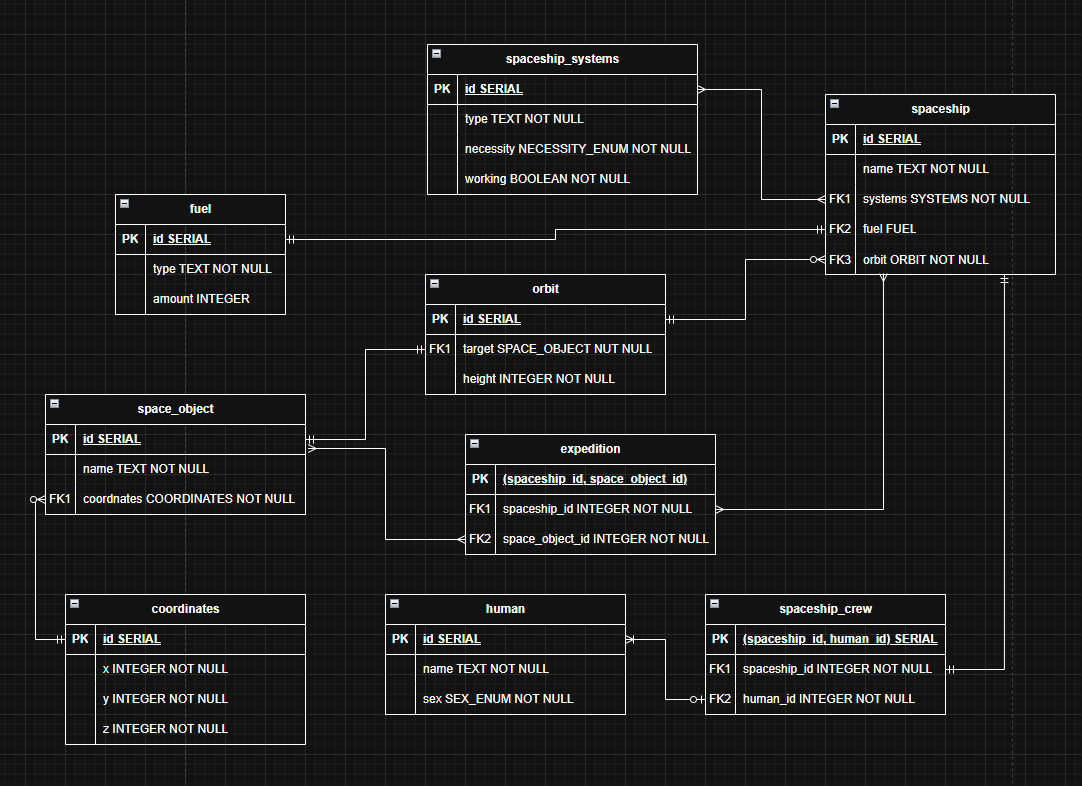 spaceship_systems
PK id SERIAL
type TEXT NOT NULL
necessity NECESSITY_ENUM NOT NULL
working BOOLEAN NOT NULL
spaceship
PK id SERIAL
name TEXT NOT NULL
FK1 systems SYSTEMS NOT NULL
FK2 fuel FUEL
FK3 orbit ORBIT NOT NULL
fuel
PK id SERIAL
type TEXT NOT NULL
amount INTEGER
orbit
PK id SERIAL
FK1 target SPACE_OBJECT NUT NULL
height INTEGER NOT NULL
space_object
PK id SERIAL
name TEXT NOT NULL
FK1 coordnates COORDINATES NOT NULL
expedition
PK (spaceship_id, space_object_id)
FK1 spaceship_id INTEGER NOT NULL
FK2 space_object_id INTEGER NOT NULL
coordinates
PK id SERIAL
x INTEGER NOT NULL
y INTEGER NOT NULL
z INTEGER NOT NULL
human
PK id SERIAL
name TEXT NOT NULL
sex SEX_ENUM NOT NULL
spaceship_crew
PK (spaceship_id, human_id) SERIAL
FK1 spaceship_id INTEGER NOT NULL
FK2 human_id INTEGER NOT NULL